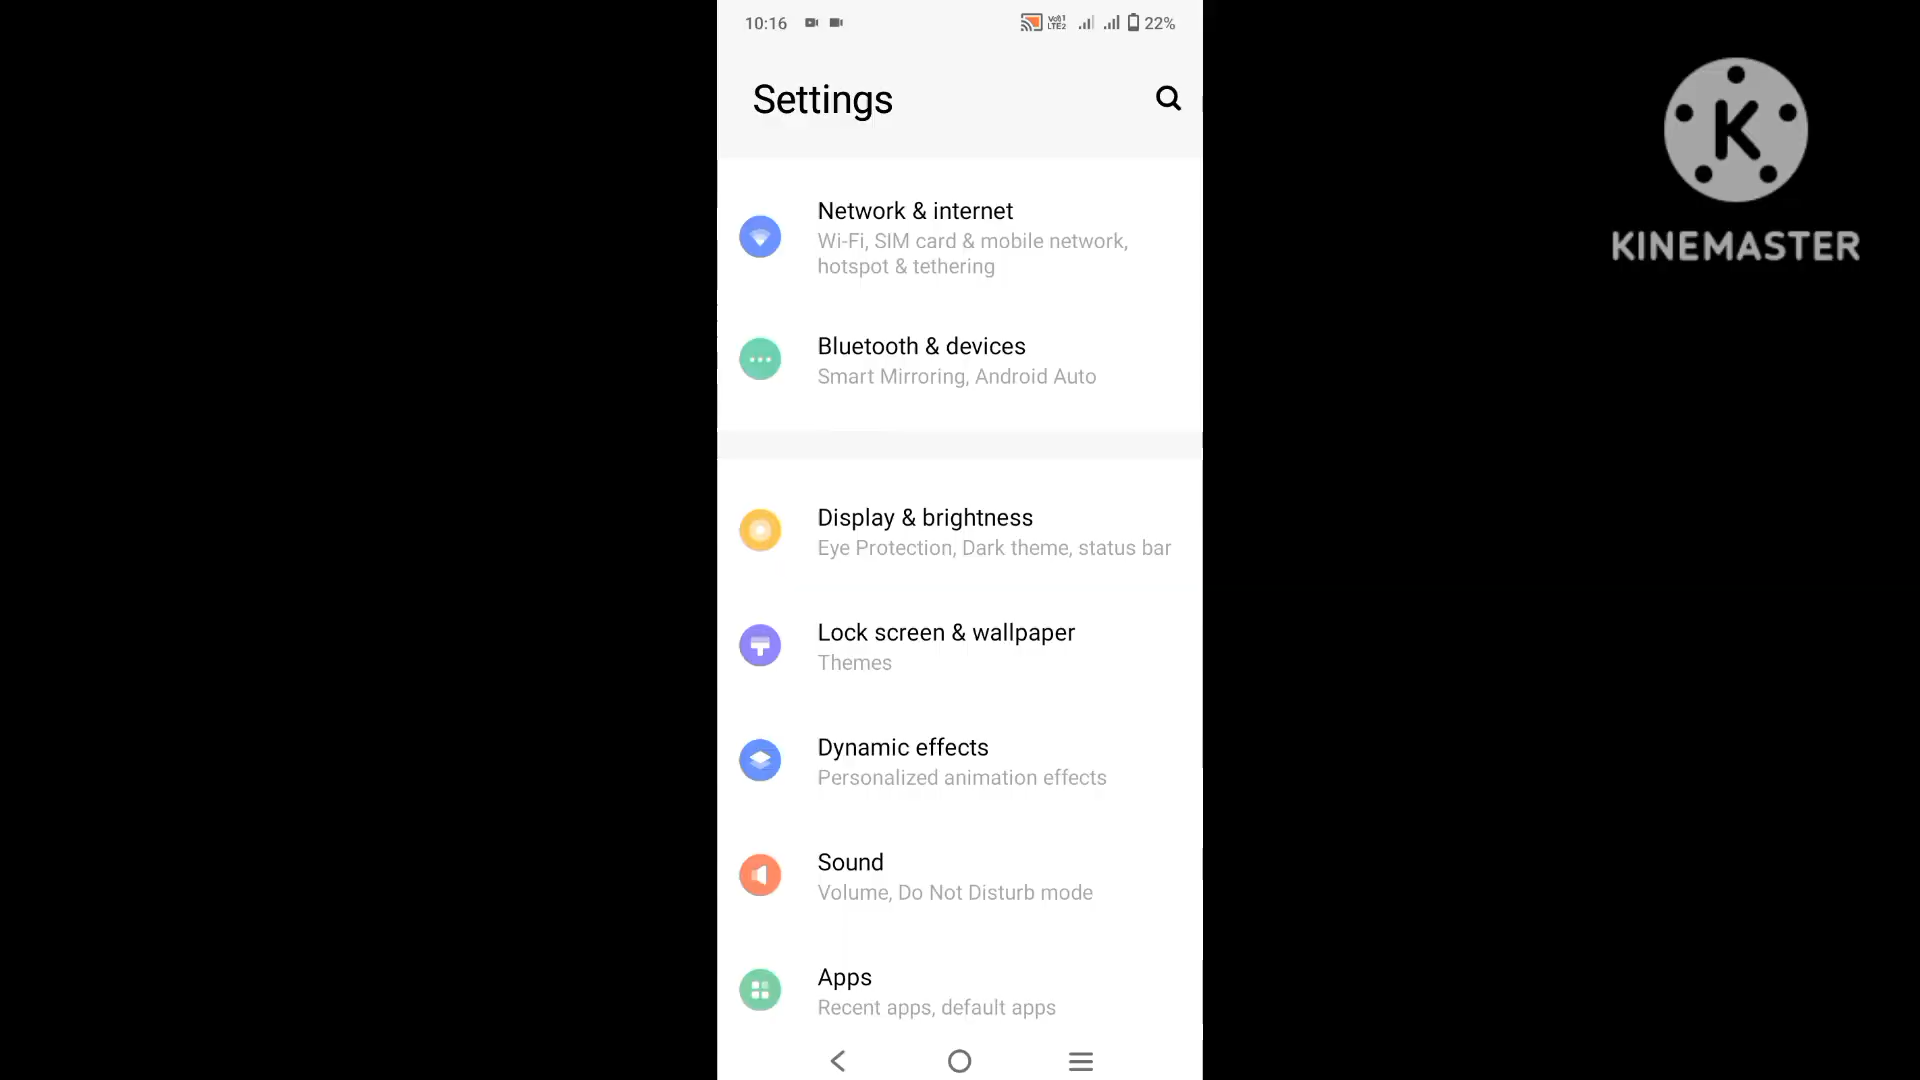 10:16
Vo1
LTE2
22%
Settings
Network & internet
Wi-Fi, SIM card & mobile network,
hotspot & tethering
Bluetooth & devices
Smart Mirroring, Android Auto
Display & brightness
Eye Protection, Dark theme, status bar
Lock screen & wallpaper
Themes
Dynamic effects
Personalized animation effects
Sound
Volume, Do Not Disturb mode
Apps
Recent apps, default apps
K
KINEMASTER